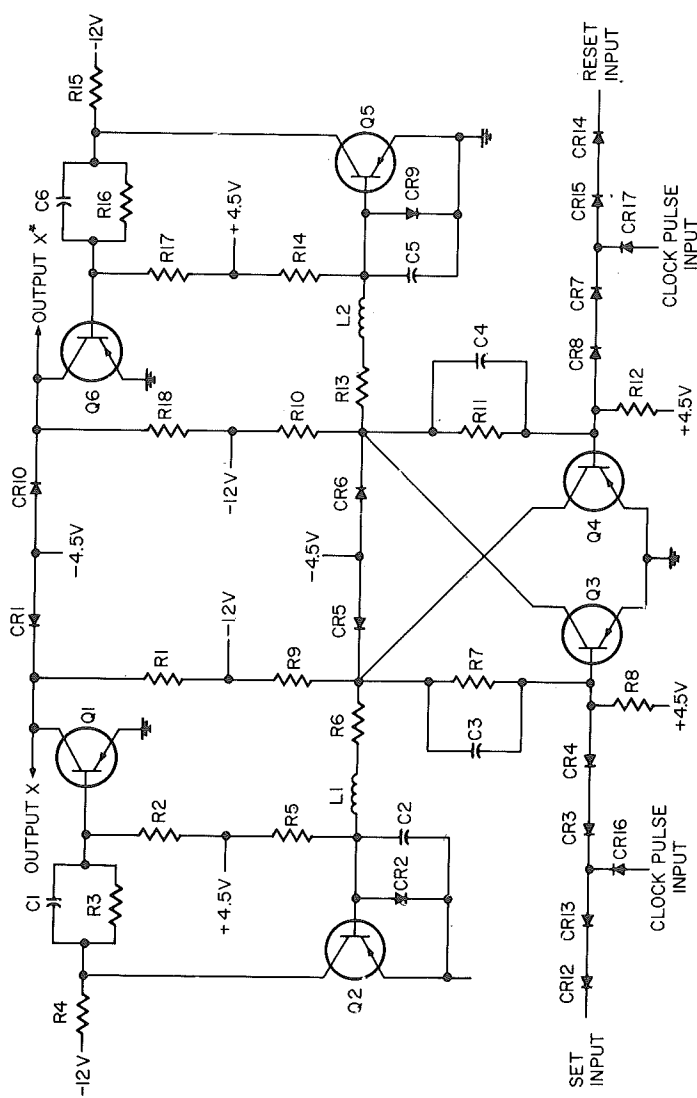 OUTPUT X
CR1
CR10
OUTPUT X*
C1
Q1
Q6
C6
R15
R4
R3
R16
-12V
-12V
R2
R1
R18
R17
-4.5V
+4.5V
-12V
-12V
+4.5V
R5
R9
R10
R14
L1
R6
CR5
CR6
R13
L2
-4.5V
Q2
CR2
C2
C5
CR9
Q5
C3
R7
R11
C4
Q3
Q4
SET INPUT
CR12
CR13
CR3
CR4
R8
R12
CR8
CR7
CR15
CR14
RESET INPUT
CR16
CR17
+4.5V
+4.5V
CLOCK PULSE INPUT
CLOCK PULSE INPUT